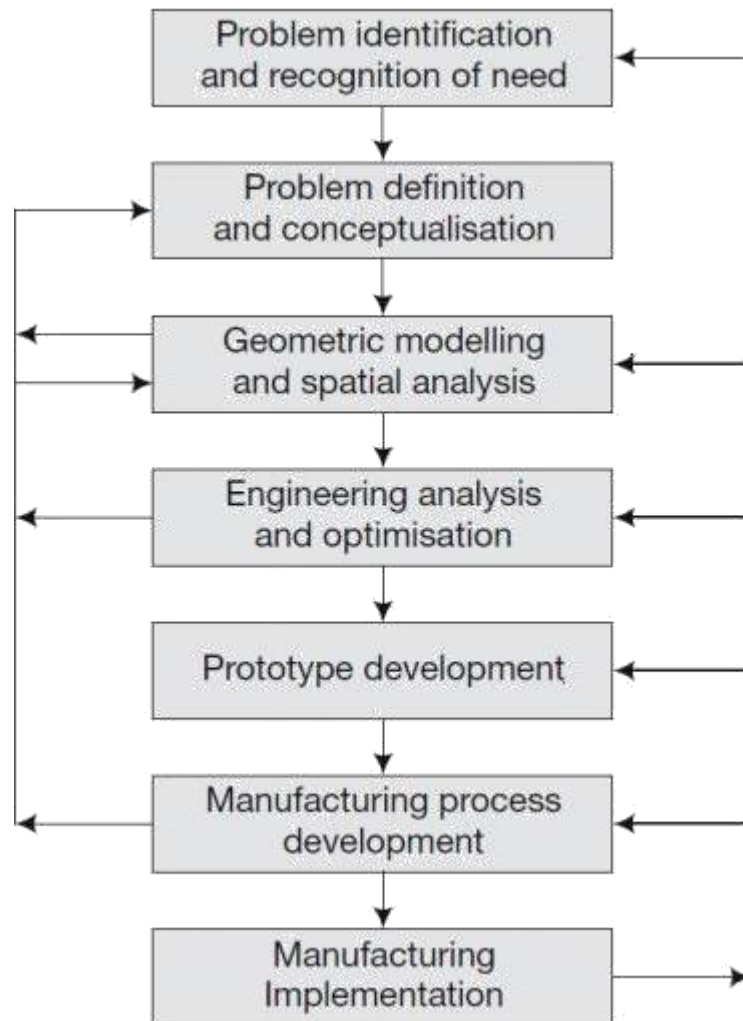 Problem identification
and recognition of need
Problem definition
and conceptualisation
Geometric modelling
and spatial analysis
Engineering analysis
and optimisation
Prototype development
Manufacturing process
development
Manufacturing
Implementation